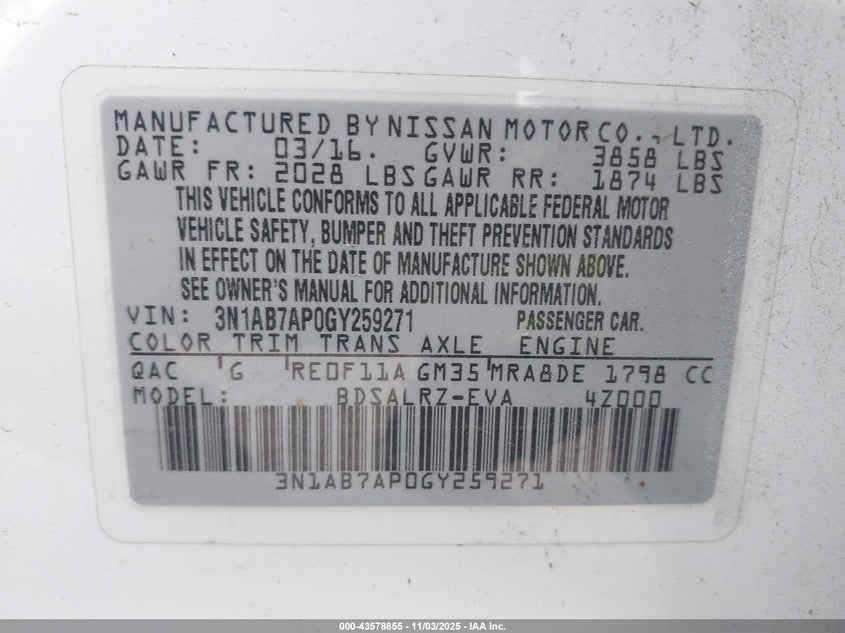 MANUFACTURED BY NISSAN MOTOR CO., LTD.
DATE: 03/16. GVWR: 3858 LBS
GAWR FR: 2028 LBS GAWR RR: 1874 LBS
THIS VEHICLE CONFORMS TO ALL APPLICABLE FEDERAL MOTOR
VEHICLE SAFETY, BUMPER AND THEFT PREVENTION STANDARDS
IN EFFECT ON THE DATE OF MANUFACTURE SHOWN ABOVE.
SEE OWNER'S MANUAL FOR ADDITIONAL INFORMATION.
VIN: 3N1AB7AP0GY259271 PASSENGER CAR.
COLOR TRIM TRANS AXLE ENGINE
QAC G RE0F11A GM35 MRA8DE 1798 CC
MODEL: BDSALRZ-EVA 4Z000
3N1AB7AP0GY259271
000-43578855 - 11/03/2025 - IAA Inc.